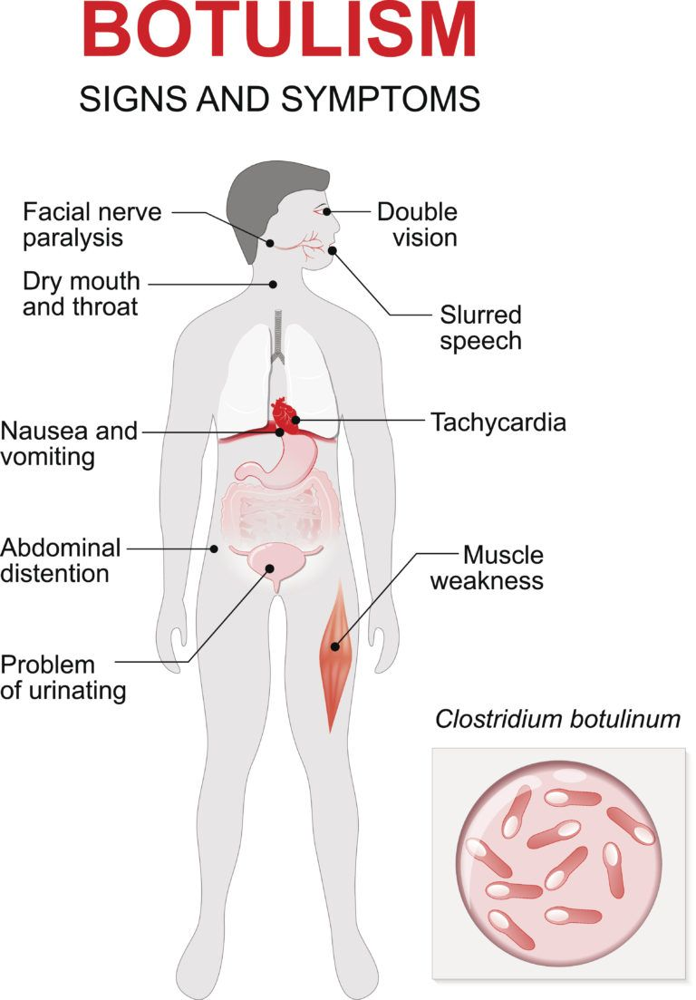 BOTULISM
SIGNS AND SYMPTOMS
Facial nerve
paralysis
Double
vision
Dry mouth
and throat
Slurred
speech
Nausea and
vomiting
Tachycardia
Abdominal
distention
Muscle
weakness
Problem
of urinating
Clostridium botulinum